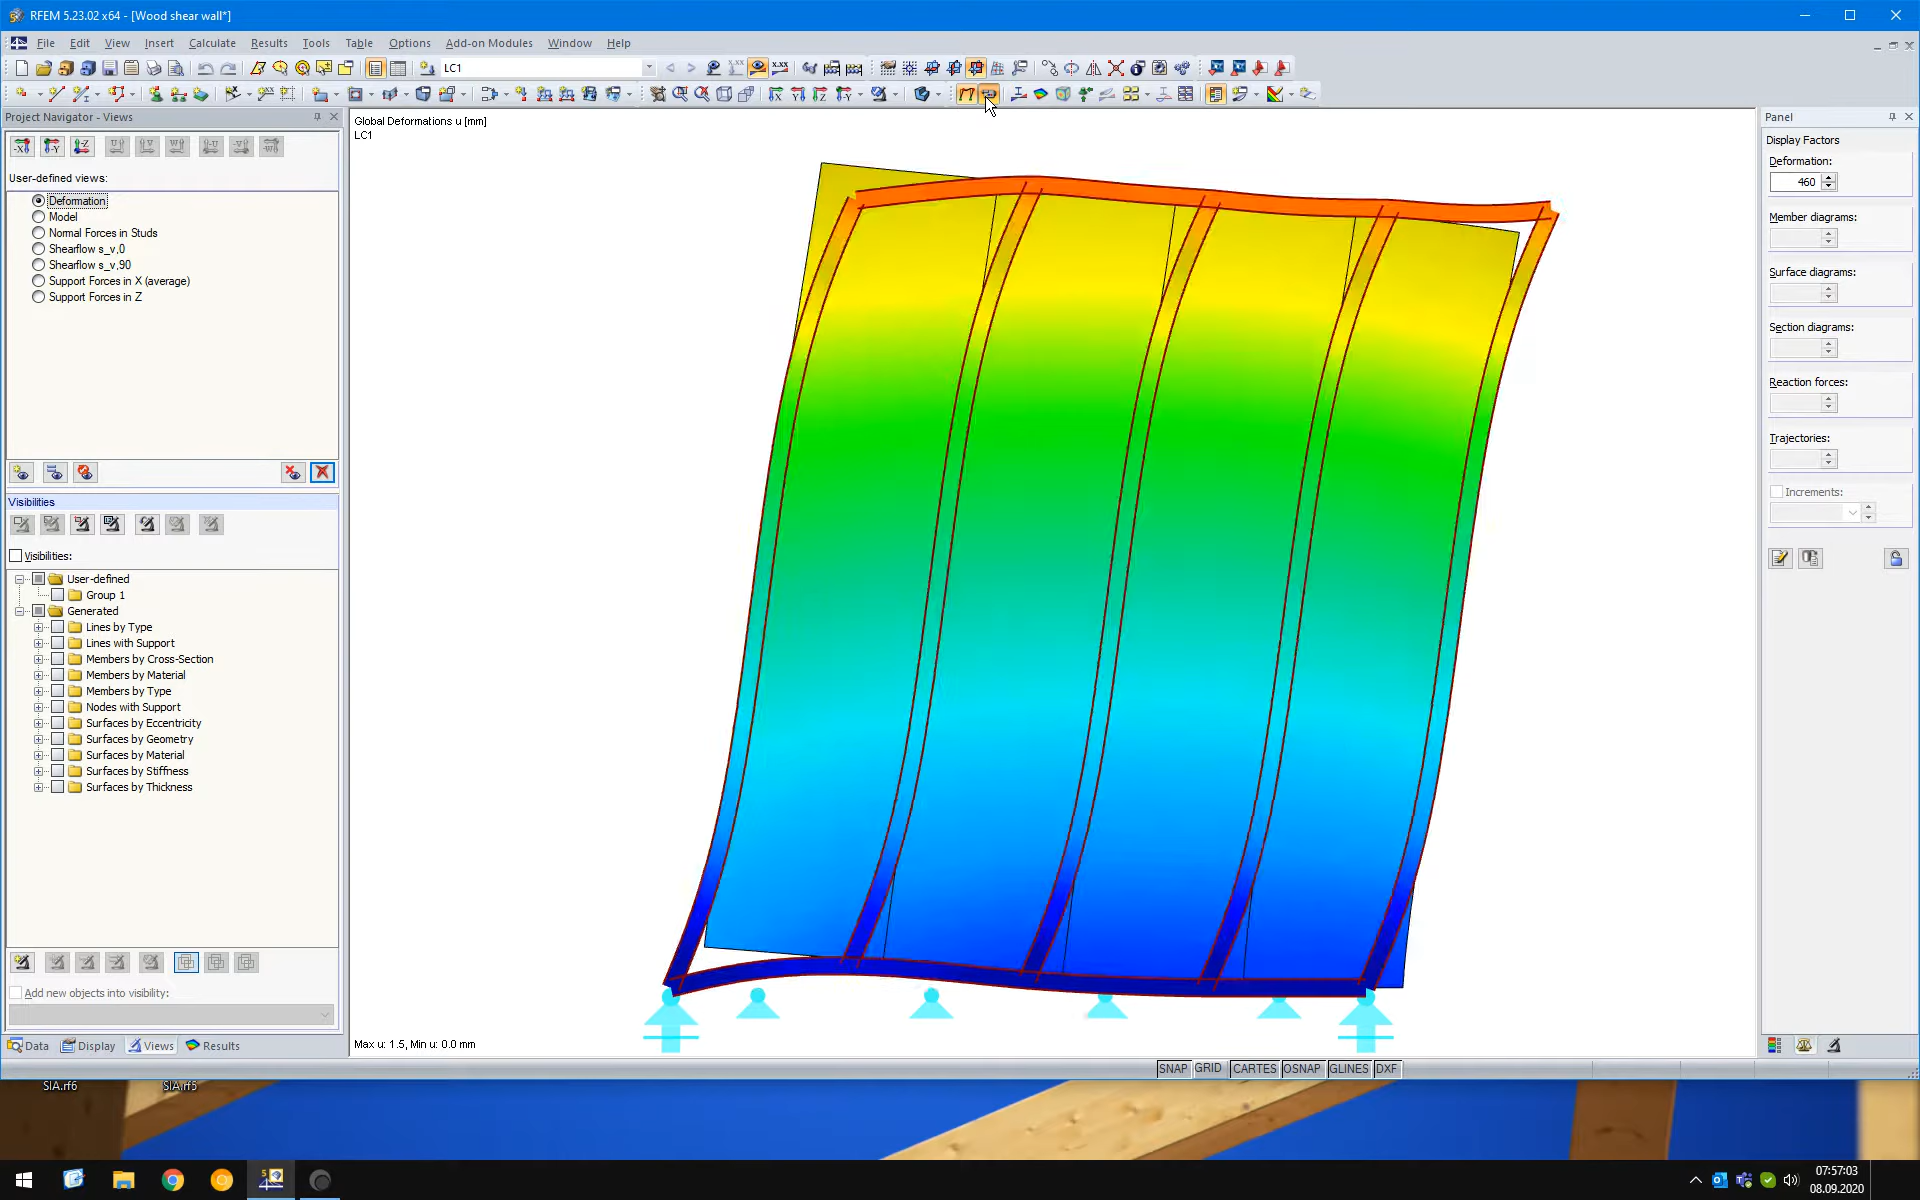 RFEM 5.23.02 x64 - [Wood shear wall*]
File Edit View Insert Calculate Results Tools Table Options Add-on Modules Window Help
LC1
Project Navigator - Views
User-defined views:
Deformation
Model
Normal Forces in Studs
Shearflow s_v,0
Shearflow s_v,90
Support Forces in X (average)
Support Forces in Z
Visibilities
Visibilities:
User-defined
Group 1
Generated
Lines by Type
Lines with Support
Members by Cross-Section
Members by Material
Members by Type
Nodes with Support
Surfaces by Eccentricity
Surfaces by Geometry
Surfaces by Material
Surfaces by Stiffness
Surfaces by Thickness
Add new objects into visibility:
Data Display Views Results
Global Deformations u [mm]
LC1
Max u: 1.5, Min u: 0.0 mm
Panel
Display Factors
Deformation:
460
Member diagrams:
Surface diagrams:
Section diagrams:
Reaction forces:
Trajectories:
Increments:
SNAP GRID CARTES OSNAP GLINES DXF
SIA.rf6 SIA.rf5
07:57:03
08.09.2020